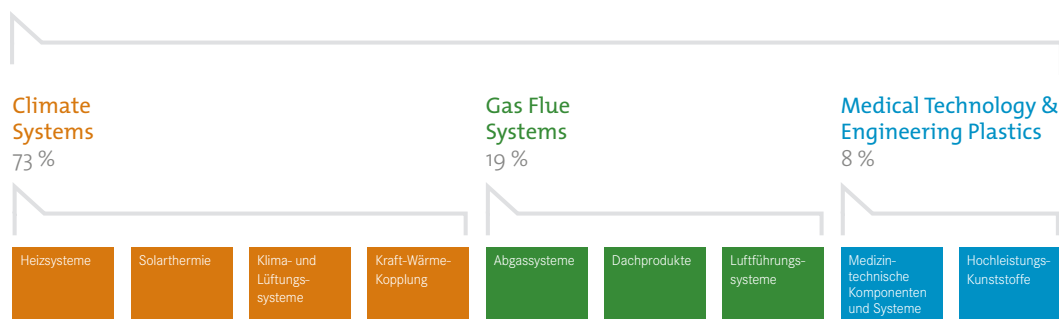 Climate
Systems
73 %
Gas Flue
Systems
19 %
Medical Technology &
Engineering Plastics
8 %
Heizsysteme
Solarthermie
Klima- und
Lüftungs-
systeme
Kraft-Wärme-
Kopplung
Abgassysteme
Dachprodukte
Luftführungs-
systeme
Medizin-
technische
Komponenten
und Systeme
Hochleistungs-
Kunststoffe